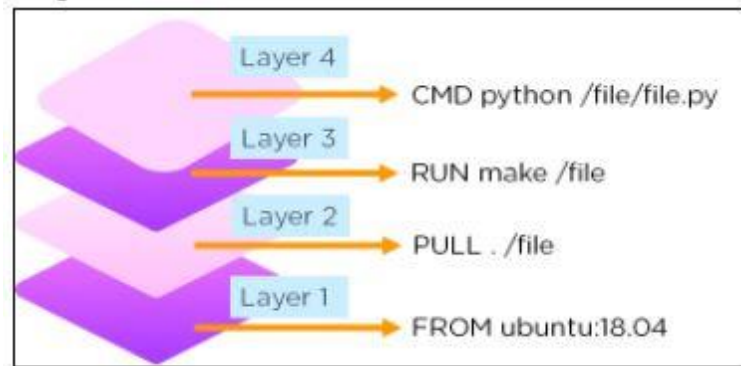 Layer 4
CMD python /file/file.py
Layer 3
RUN make /file
Layer 2
PULL . /file
Layer 1
FROM ubuntu:18.04